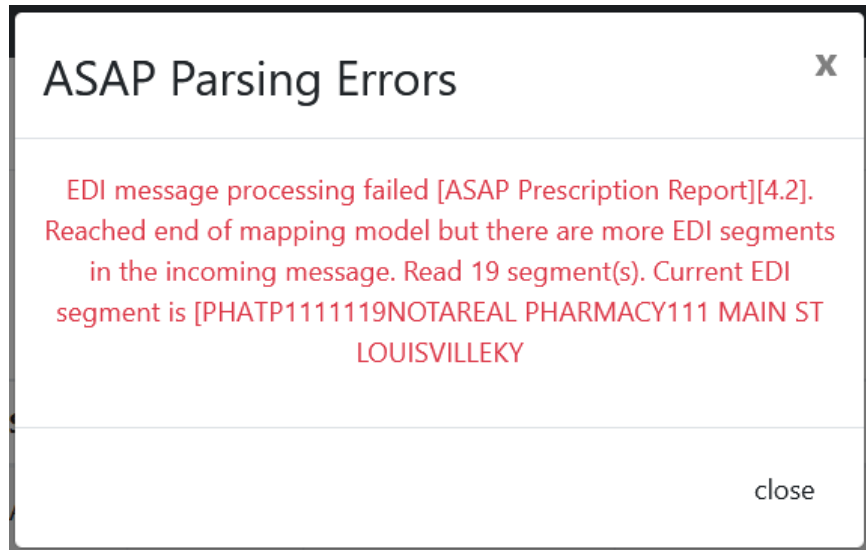 ASAP Parsing Errors
x
EDI message processing failed [ASAP Prescription Report][4.2].
Reached end of mapping model but there are more EDI segments
in the incoming message. Read 19 segment(s). Current EDI
segment is [PHATP1111119NOTAREAL PHARMACY111 MAIN ST
LOUISVILLEKY
close